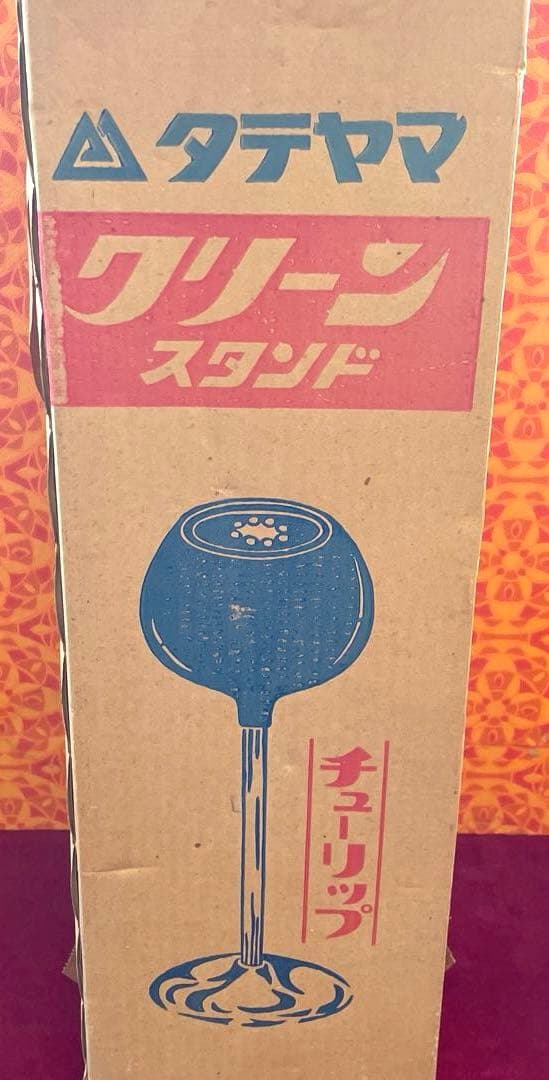 タテヤマ
クリーン
スタンド
チューリップ